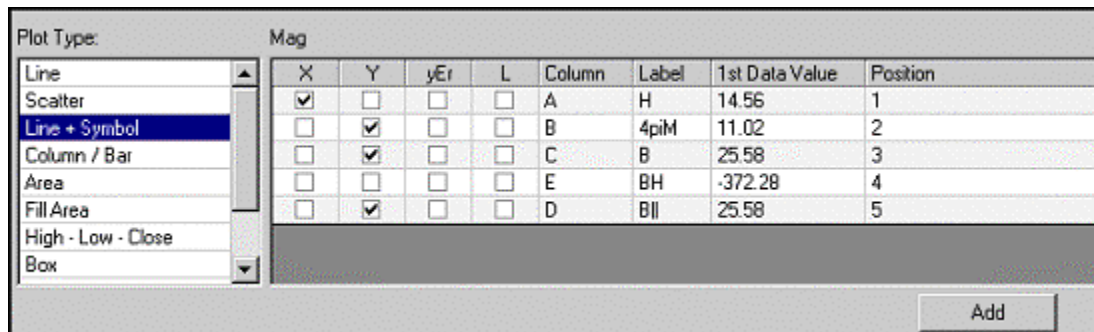 Plot Type:
Line
Scatter
Line + Symbol
Column / Bar
Area
Fill Area
High - Low - Close
Box
Mag
X Y yEr L Column Label 1st Data Value Position
A H 14.56 1
B 4piM 11.02 2
C B 25.58 3
E BH -372.28 4
D BII 25.58 5
Add